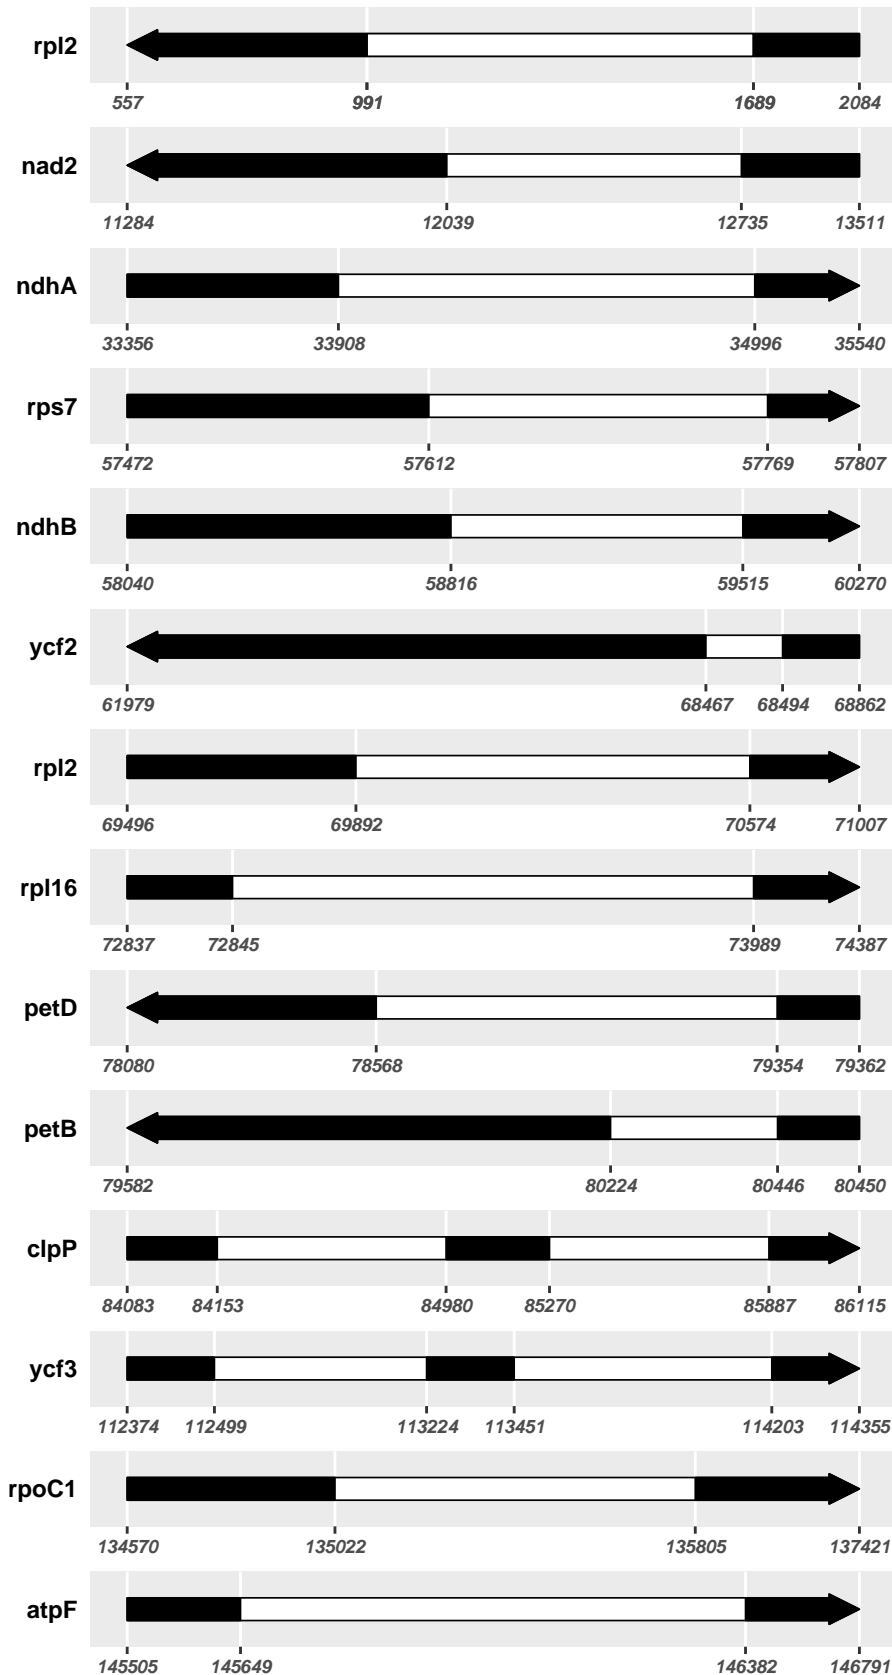 rpl2
557 991 1689 2084
nad2
11284 12039 12735 13511
ndhA
33356 33908 34996 35540
rps7
57472 57612 57769 57807
ndhB
58040 58816 59515 60270
ycf2
61979 68467 68494 68862
rpl2
69496 69892 70574 71007
rpl16
72837 72845 73989 74387
petD
78080 78568 79354 79362
petB
79582 80224 80446 80450
clpP
84083 84153 84980 85270 85887 86115
ycf3
112374 112499 113224 113451 114203 114355
rpoC1
134570 135022 135805 137421
atpF
145505 145649 146382 146791